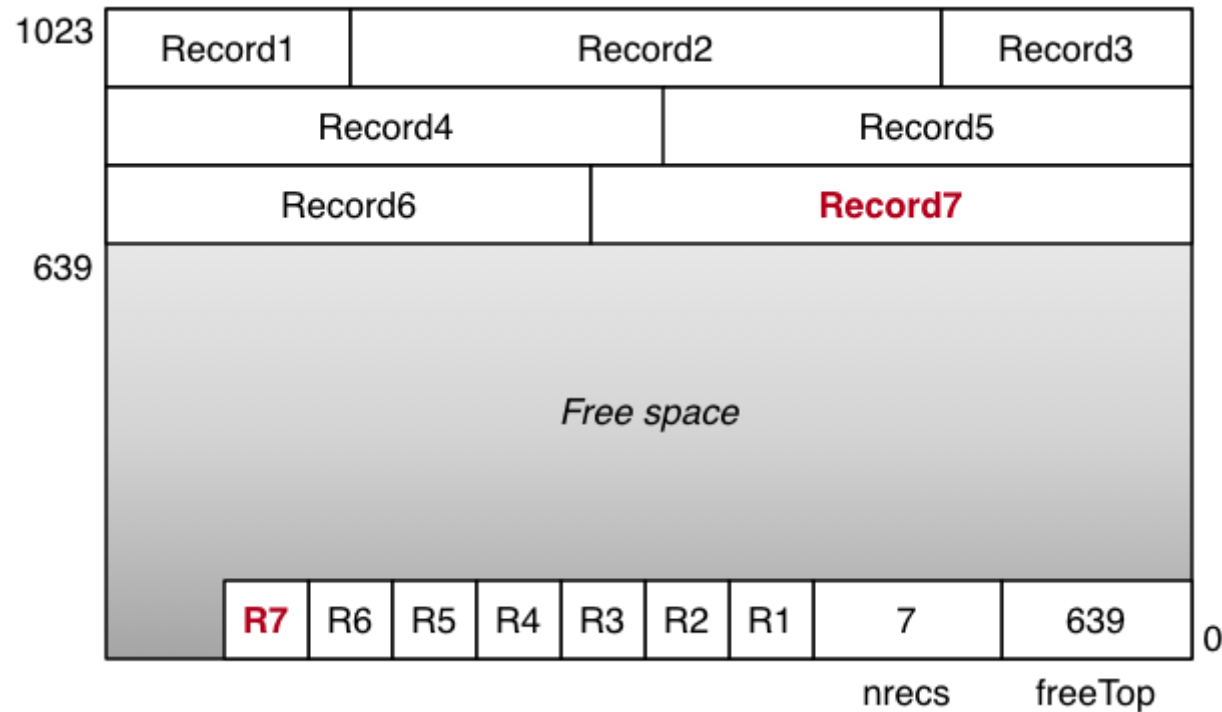 1023 Record1 Record2 Record3
Record4 Record5
Record6 Record7
639
Free space
R7 R6 R5 R4 R3 R2 R1 7 639 0
nrecs freeTop